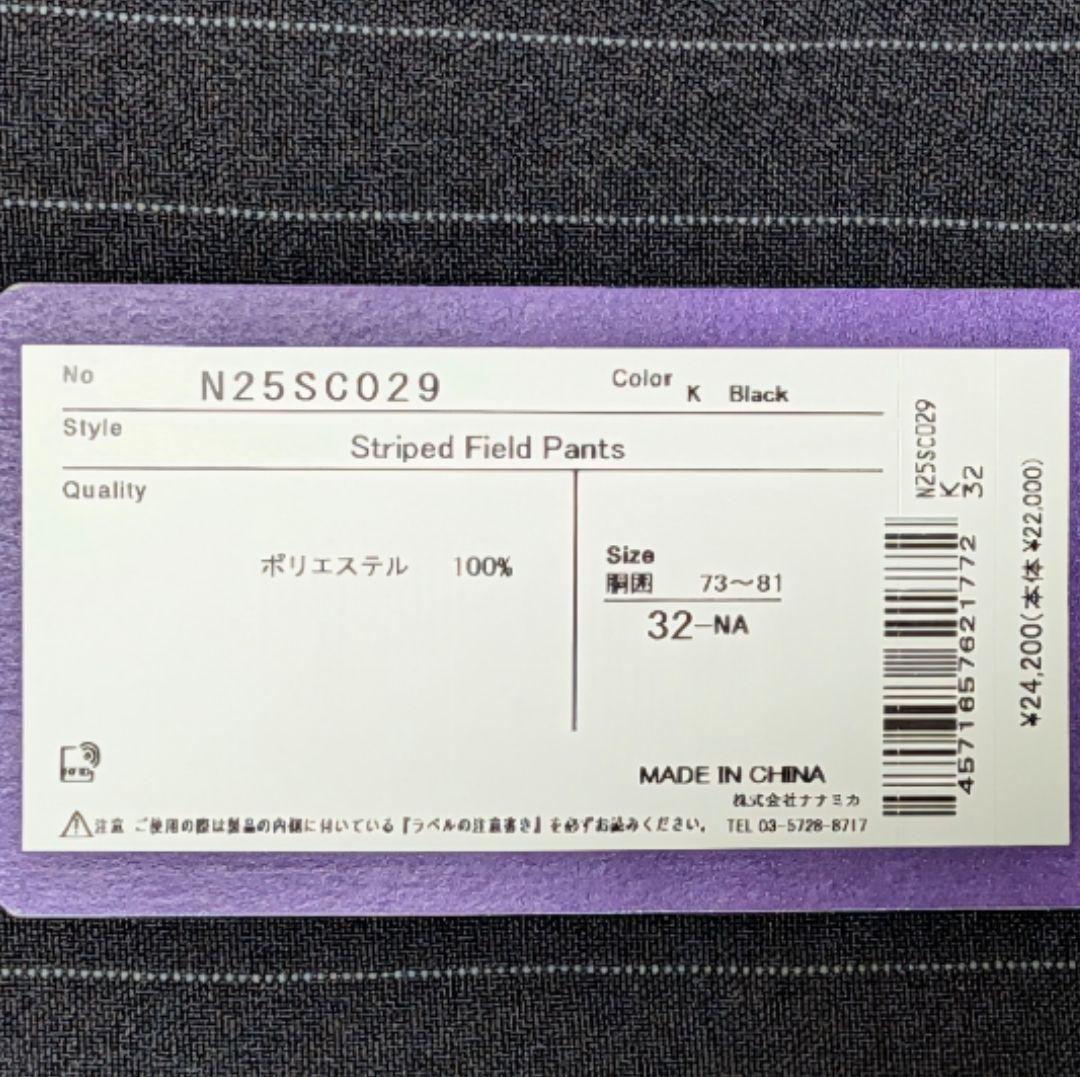 No N25SC029 Color K Black
Style Striped Field Pants
Quality
ポリエステル 100%
Size
胴囲 73～81
32-NA
MADE IN CHINA
株式会社ナナミカ
注意 ご使用の際は製品の内側に付いている『ラベルの注意書き』を必ずお読みください。 TEL 03-5728-8717
N25SC029
K
32
4571657621772
¥24,200(本体¥22,000)